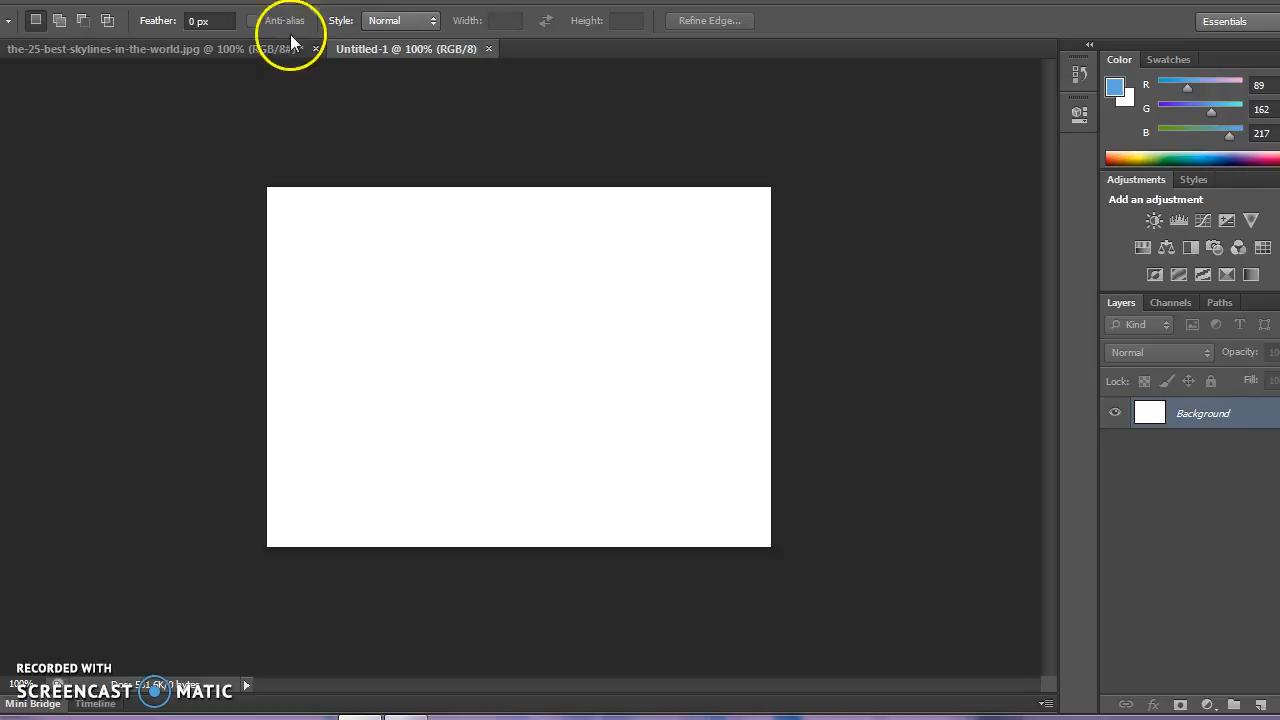 Feather: 0 px Anti-alias Style: Normal Width: Height: Refine Edge... Essentials
the-25-best-skylines-in-the-world.jpg @ 100% (RGB/8#) × Untitled-1 @ 100% (RGB/8) ×
Color Swatches
R 89
G 162
B 217
Adjustments Styles
Add an adjustment
Layers Channels Paths
Kind
Normal Opacity:
Lock: Fill:
Background
RECORDED WITH
SCREENCAST MATIC
100%
Mini Bridge Timeline